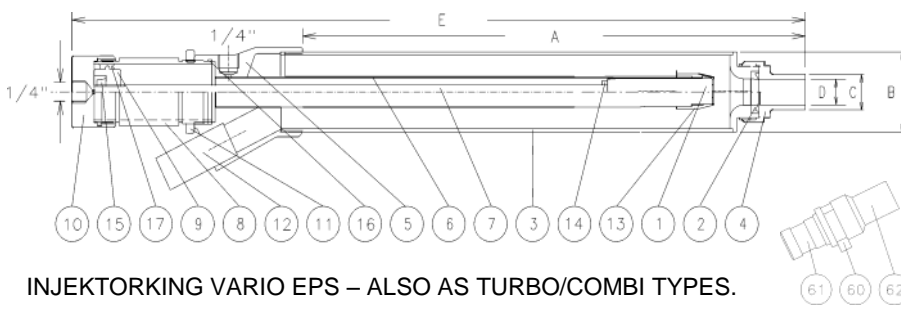 E
1/4"
A
1/4"
D C B
10 15 17 9 8 12 11 16 5 6 7 3 14 13 1 2 4
INJEKTORKING VARIO EPS – ALSO AS TURBO/COMBI TYPES.
61 60 62